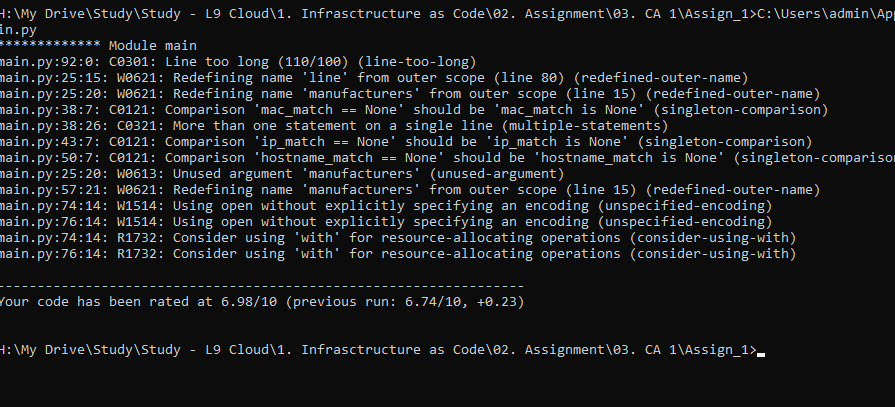 H:\My Drive\Study\Study - L9 Cloud\1. Infrasctructure as Code\02. Assignment\03. CA 1\Assign_1>C:\Users\admin\App
in.py
************* Module main
main.py:92:0: C0301: Line too long (110/100) (line-too-long)
main.py:25:15: W0621: Redefining name 'line' from outer scope (line 80) (redefined-outer-name)
main.py:25:20: W0621: Redefining name 'manufacturers' from outer scope (line 15) (redefined-outer-name)
main.py:38:7: C0121: Comparison 'mac_match == None' should be 'mac_match is None' (singleton-comparison)
main.py:38:26: C0321: More than one statement on a single line (multiple-statements)
main.py:43:7: C0121: Comparison 'ip_match == None' should be 'ip_match is None' (singleton-comparison)
main.py:50:7: C0121: Comparison 'hostname_match == None' should be 'hostname_match is None' (singleton-comparison
main.py:25:20: W0613: Unused argument 'manufacturers' (unused-argument)
main.py:57:21: W0621: Redefining name 'manufacturers' from outer scope (line 15) (redefined-outer-name)
main.py:74:14: W1514: Using open without explicitly specifying an encoding (unspecified-encoding)
main.py:76:14: W1514: Using open without explicitly specifying an encoding (unspecified-encoding)
main.py:74:14: R1732: Consider using 'with' for resource-allocating operations (consider-using-with)
main.py:76:14: R1732: Consider using 'with' for resource-allocating operations (consider-using-with)
------------------------------------------------------------------
Your code has been rated at 6.98/10 (previous run: 6.74/10, +0.23)
H:\My Drive\Study\Study - L9 Cloud\1. Infrasctructure as Code\02. Assignment\03. CA 1\Assign_1>